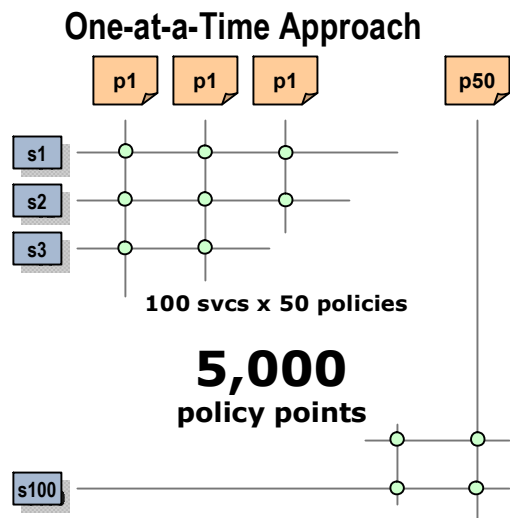 One-at-a-Time Approach
p1 p1 p1 p50
s1
s2
s3
100 svcs x 50 policies
5,000
policy points
s100